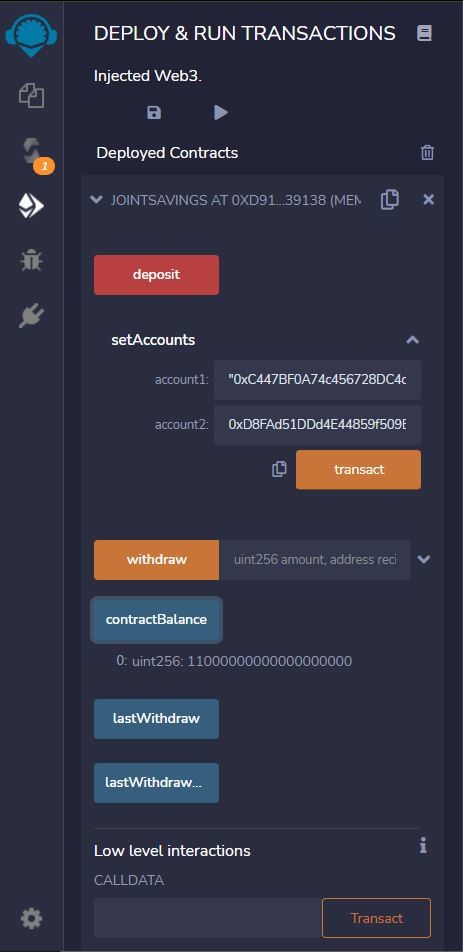 DEPLOY & RUN TRANSACTIONS
Injected Web3.
1
Deployed Contracts
JOINTSAVINGS AT 0XD91...39138 (MEM
deposit
setAccounts
account1: "0xC447BF0A74c456728DC4c
account2: 0xD8FAd51DDd4E44859f509E
transact
withdraw uint256 amount, address reci
contractBalance
0: uint256: 11000000000000000000
lastWithdraw
lastWithdraw...
Low level interactions
CALLDATA
Transact